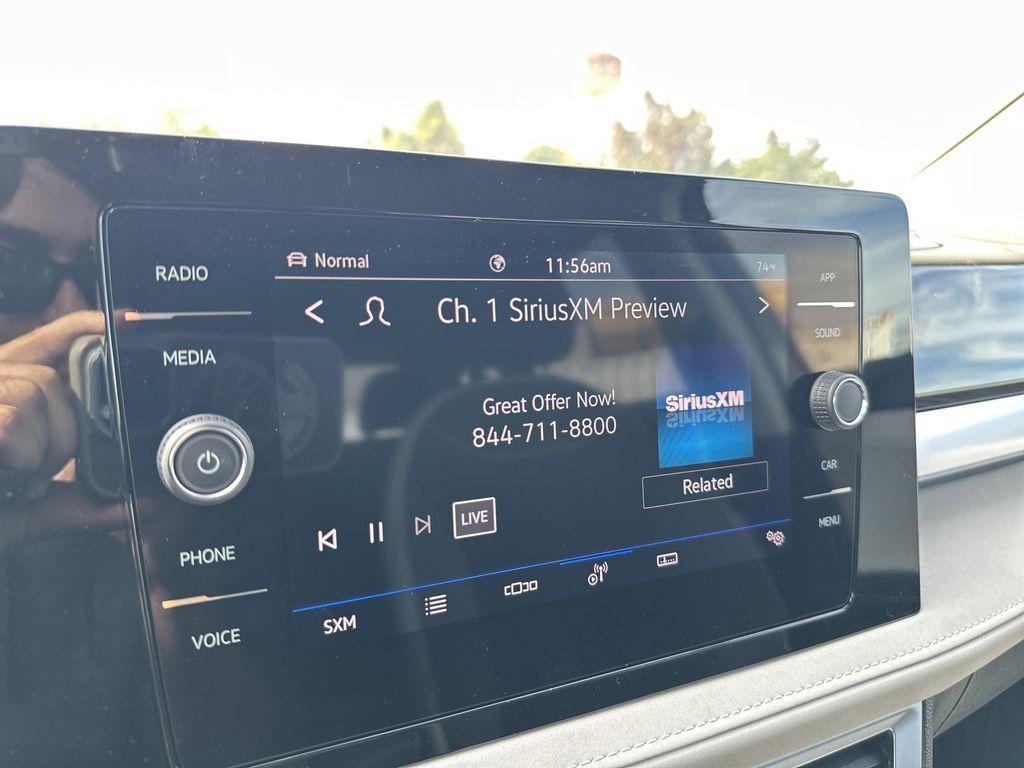 RADIO
MEDIA
PHONE
VOICE
Normal
11:56am
74°F
Ch. 1 SiriusXM Preview
Great Offer Now!
844-711-8800
SiriusXM
Related
LIVE
SXM
APP
SOUND
CAR
MENU